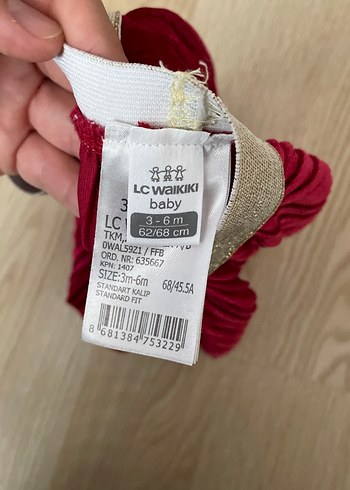 LC WAIKIKI
baby
3 - 6 m
62/68 cm
3
LC
TKM,
0WAL59Z1 / FFB
ORD. NR: 635667
KPN: 1407
SIZE:3m-6m 68/45.5A
STANDART KALIP
STANDARD FIT
8 681384 753229